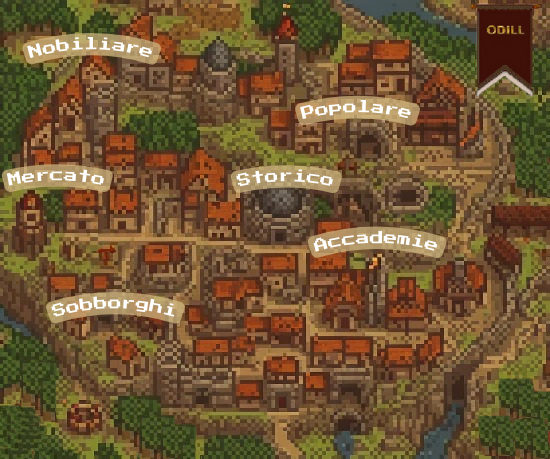 ODILL
Nobiliare
Popolare
Mercato
Storico
Accademie
Sobborghi